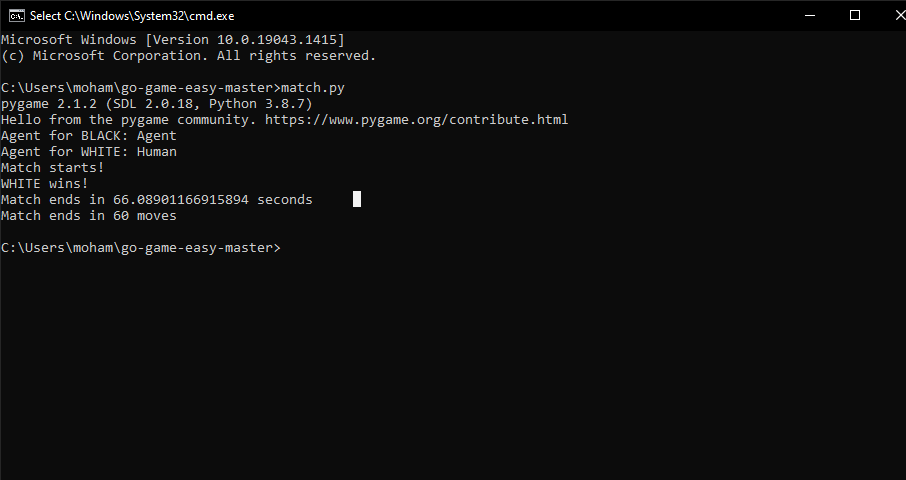 Select C:\Windows\System32\cmd.exe
Microsoft Windows [Version 10.0.19043.1415]
(c) Microsoft Corporation. All rights reserved.
C:\Users\moham\go-game-easy-master>match.py
pygame 2.1.2 (SDL 2.0.18, Python 3.8.7)
Hello from the pygame community. https://www.pygame.org/contribute.html
Agent for BLACK: Agent
Agent for WHITE: Human
Match starts!
WHITE wins!
Match ends in 66.08901166915894 seconds
Match ends in 60 moves
C:\Users\moham\go-game-easy-master>